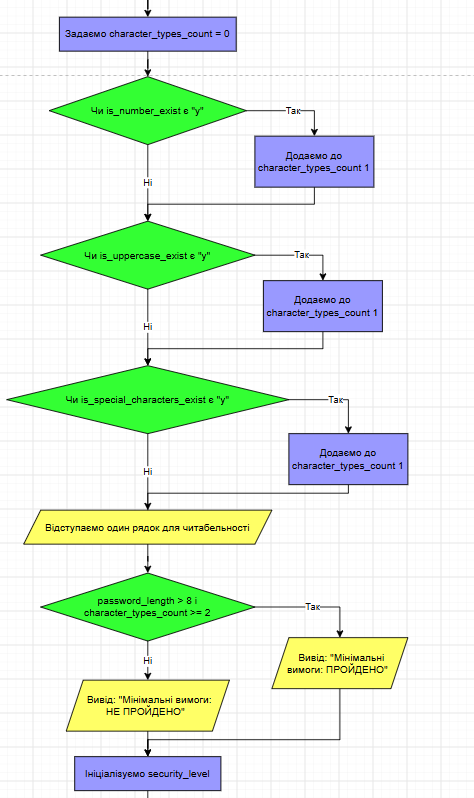 Задаємо character_types_count = 0
Чи is_number_exist є "y"
Так
Додаємо до
character_types_count 1
Ні
Чи is_uppercase_exist є "y"
Так
Додаємо до
character_types_count 1
Ні
Чи is_special_characters_exist є "y"
Так
Додаємо до
character_types_count 1
Ні
Відступаємо один рядок для читабельності
password_length > 8 і
character_types_count >= 2
Так
Вивід: "Мінімальні
вимоги: ПРОЙДЕНО"
Ні
Вивід: "Мінімальні вимоги:
НЕ ПРОЙДЕНО"
Ініціалісуємо security_level